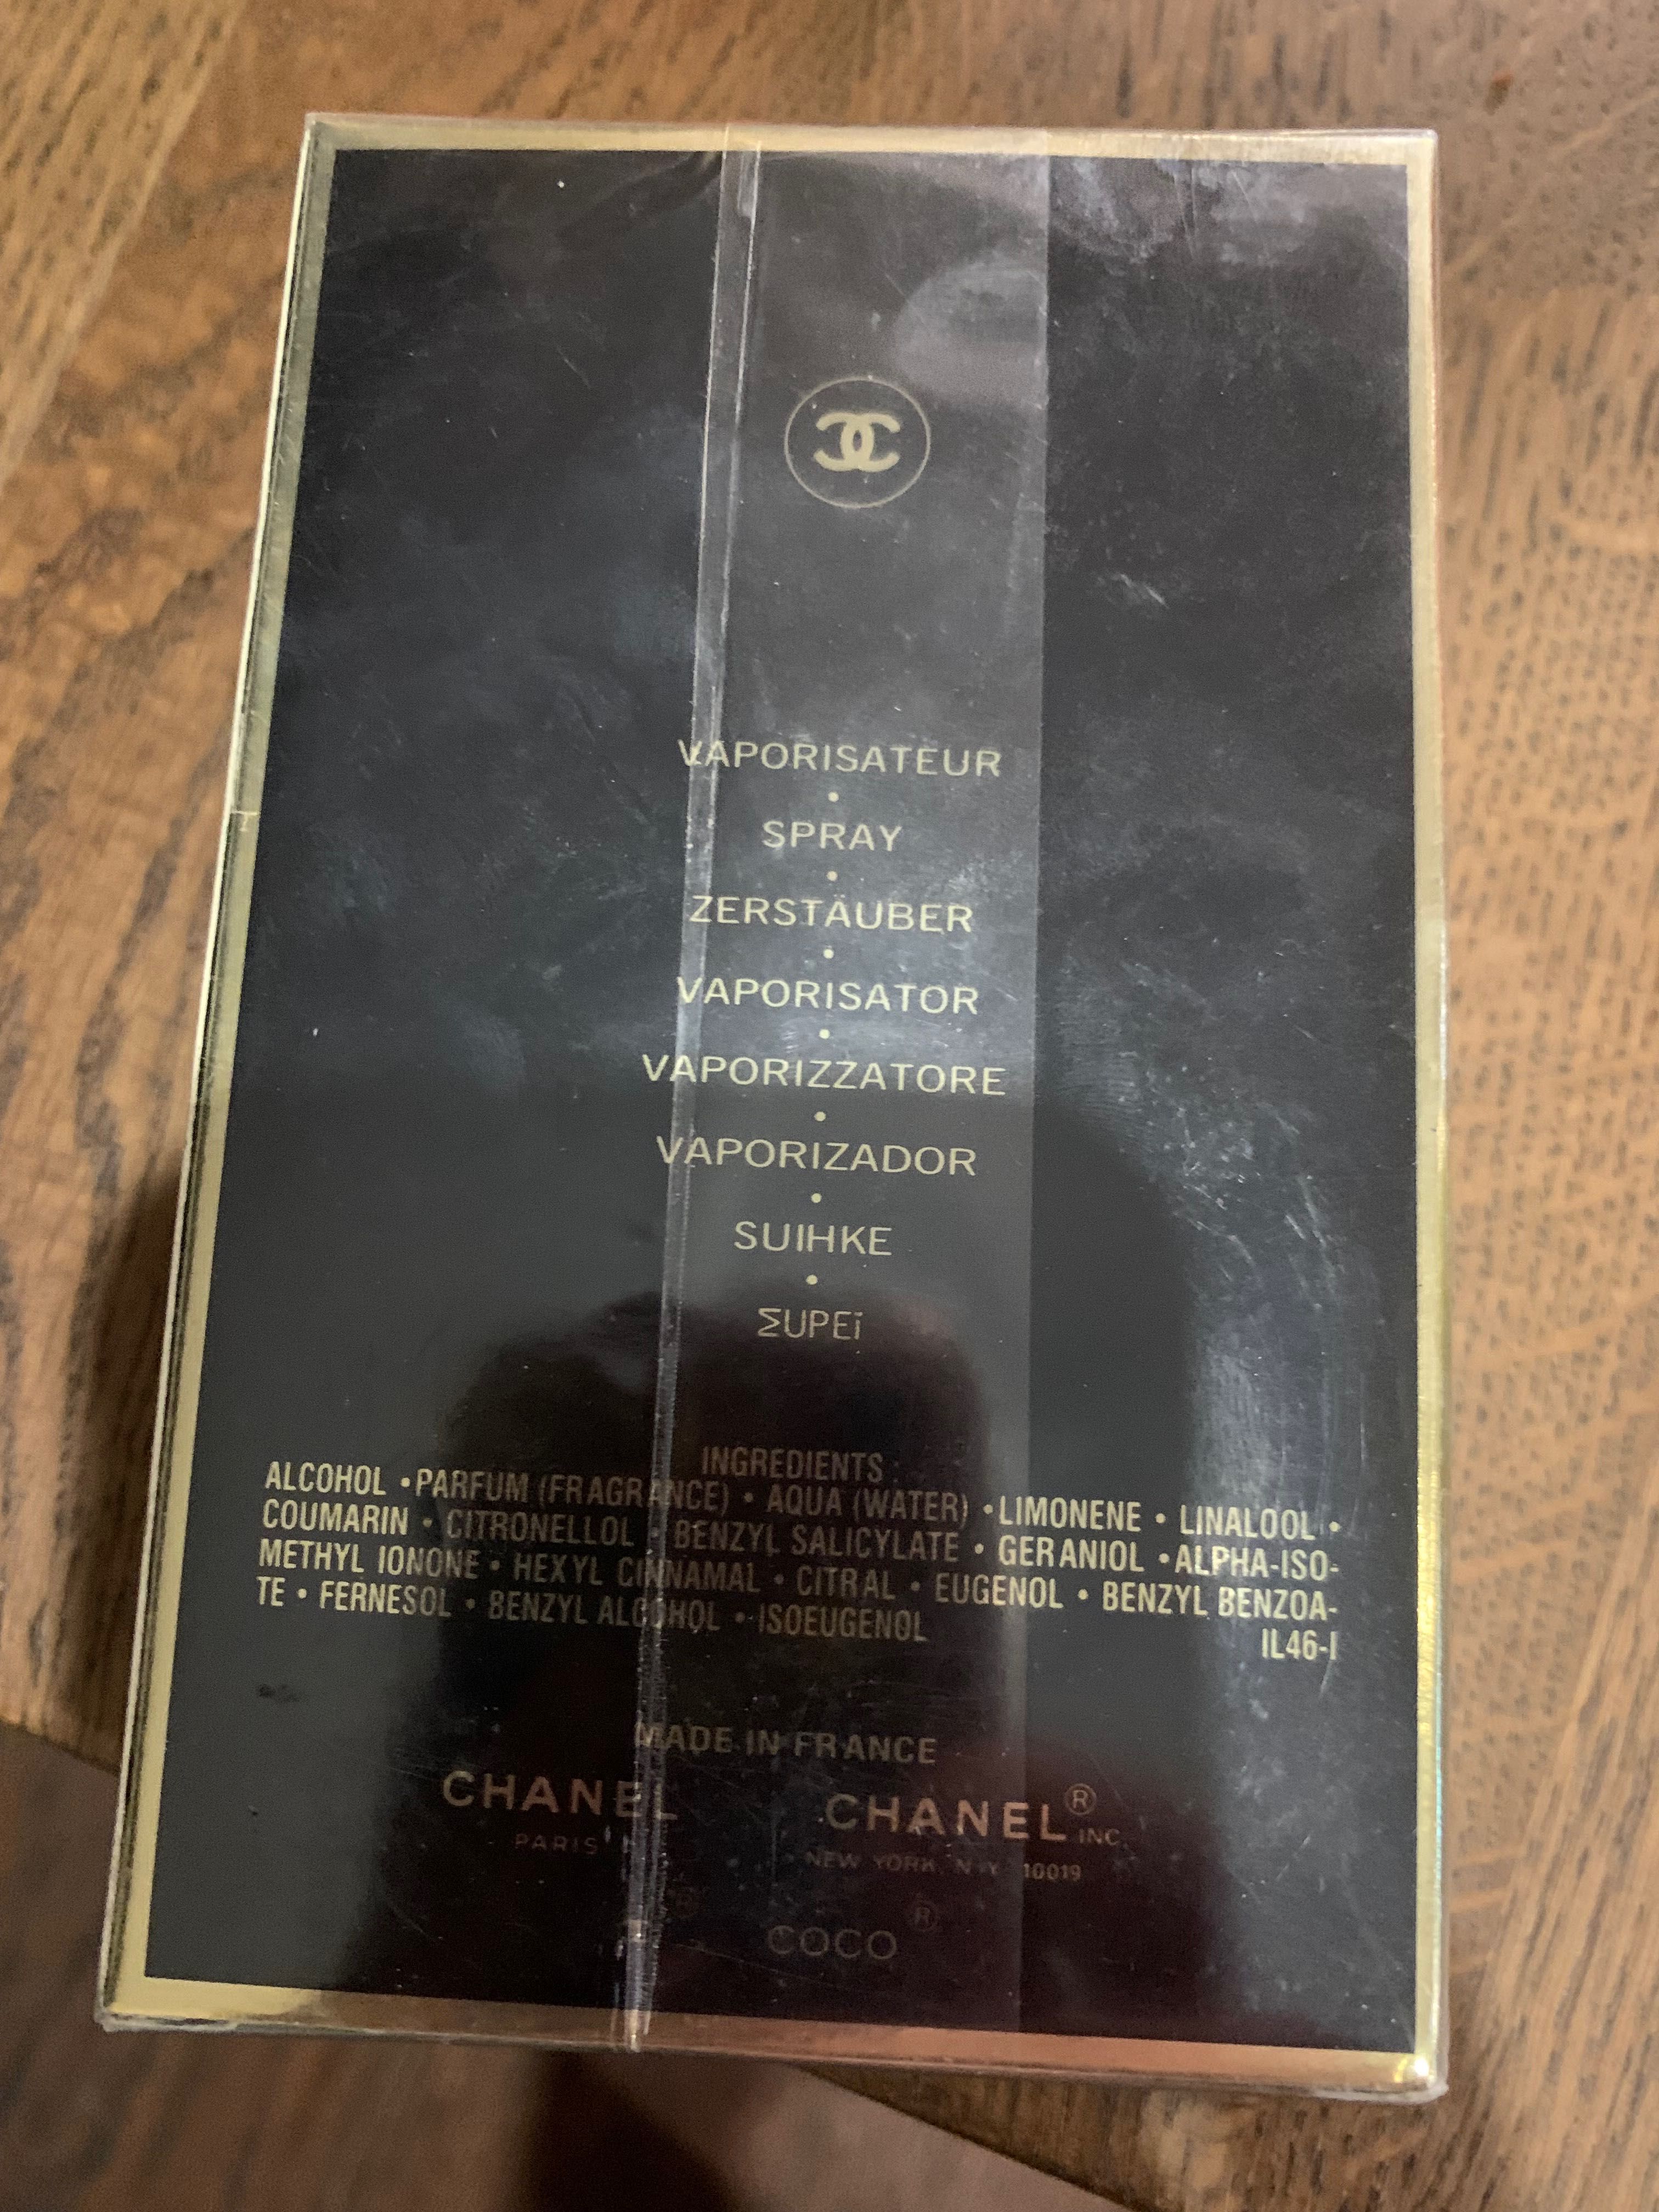 VAPORISATEUR
•
SPRAY
•
ZERSTÄUBER
•
VAPORISATOR
•
VAPORIZZATORE
•
VAPORIZADOR
•
SUIHKE
•
ΣUPEï
INGREDIENTS :
ALCOHOL • PARFUM (FRAGRANCE) • AQUA (WATER) • LIMONENE • LINALOOL •
COUMARIN • CITRONELLOL • BENZYL SALICYLATE • GERANIOL • ALPHA-ISO-
METHYL IONONE • HEXYL CINNAMAL • CITRAL • EUGENOL • BENZYL BENZOA-
TE • FERNESOL • BENZYL ALCOHOL • ISOEUGENOL
IL46-I
MADE IN FRANCE
CHANEL CHANEL® INC.
PARIS NEW YORK, N.Y. 10019
COCO®